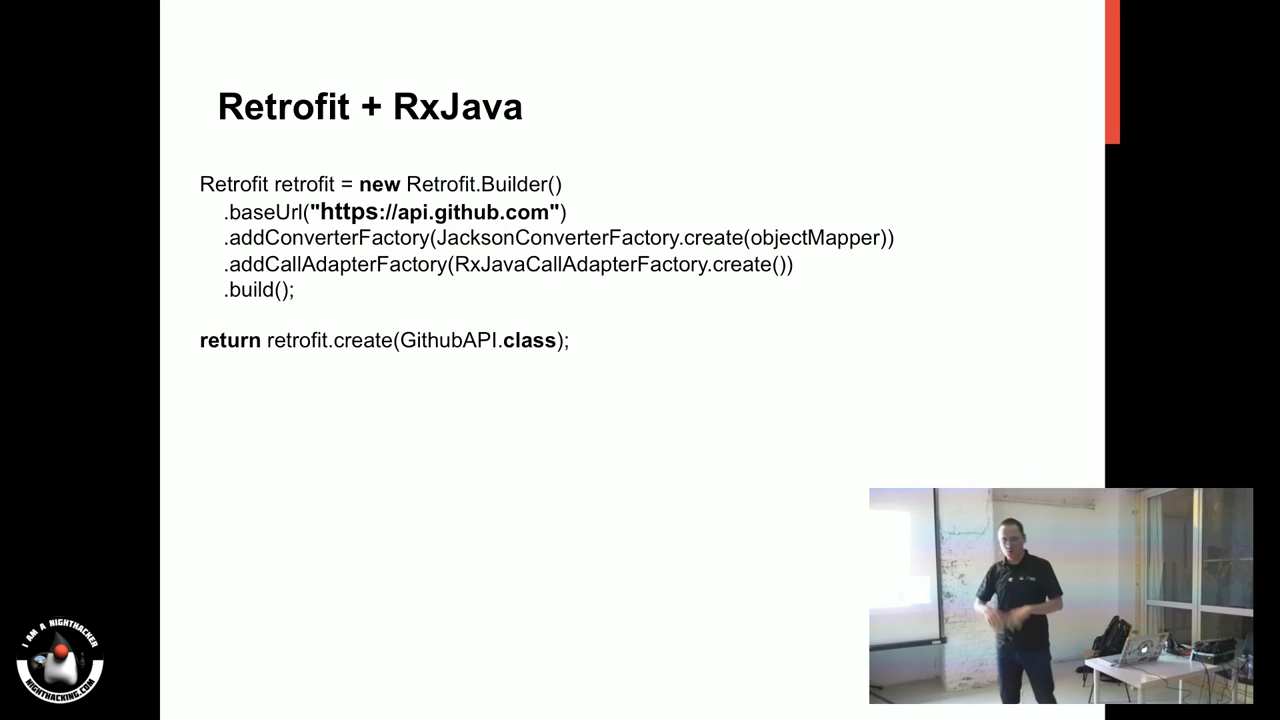 Retrofit + RxJava
Retrofit retrofit = new Retrofit.Builder()
.baseUrl("https://api.github.com")
.addConverterFactory(JacksonConverterFactory.create(objectMapper))
.addCallAdapterFactory(RxJavaCallAdapterFactory.create())
.build();
return retrofit.create(GithubAPI.class);
I AM A NIGHTHACKER
NIGHTHACKING.COM